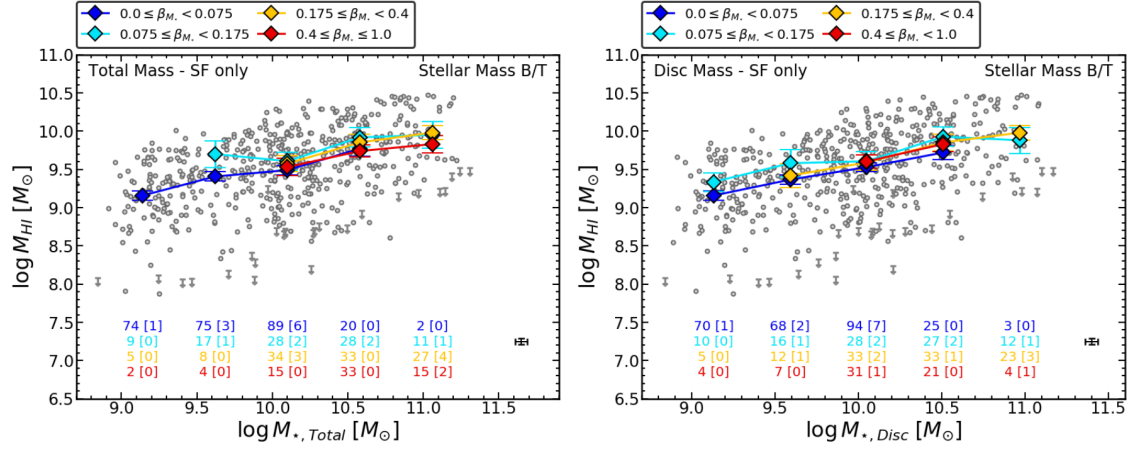 0.0 ≤ β_M⋆ < 0.075 0.175 ≤ β_M⋆ < 0.4
0.075 ≤ β_M⋆ < 0.175 0.4 ≤ β_M⋆ ≤ 1.0
Total Mass - SF only Stellar Mass B/T
11.0
10.5
10.0
9.5
9.0
8.5
8.0
7.5
7.0
6.5
log M_HI [M_⊙]
74 [1] 75 [3] 89 [6] 20 [0] 2 [0]
9 [0] 17 [1] 28 [2] 28 [2] 11 [1]
5 [0] 8 [0] 34 [3] 33 [0] 27 [4]
2 [0] 4 [0] 15 [0] 33 [0] 15 [2]
9.0 9.5 10.0 10.5 11.0 11.5
log M_⋆,Total [M_⊙]
0.0 ≤ β_M⋆ < 0.075 0.175 ≤ β_M⋆ < 0.4
0.075 ≤ β_M⋆ < 0.175 0.4 ≤ β_M⋆ < 1.0
Disc Mass - SF only Stellar Mass B/T
11.0
10.5
10.0
9.5
9.0
8.5
8.0
7.5
7.0
6.5
log M_HI [M_⊙]
70 [1] 68 [2] 94 [7] 25 [0] 3 [0]
10 [0] 16 [1] 28 [2] 27 [2] 12 [1]
5 [0] 12 [1] 33 [2] 33 [1] 23 [3]
4 [0] 7 [0] 31 [1] 21 [0] 4 [1]
9.0 9.5 10.0 10.5 11.0 11.5
log M_⋆,Disc [M_⊙]